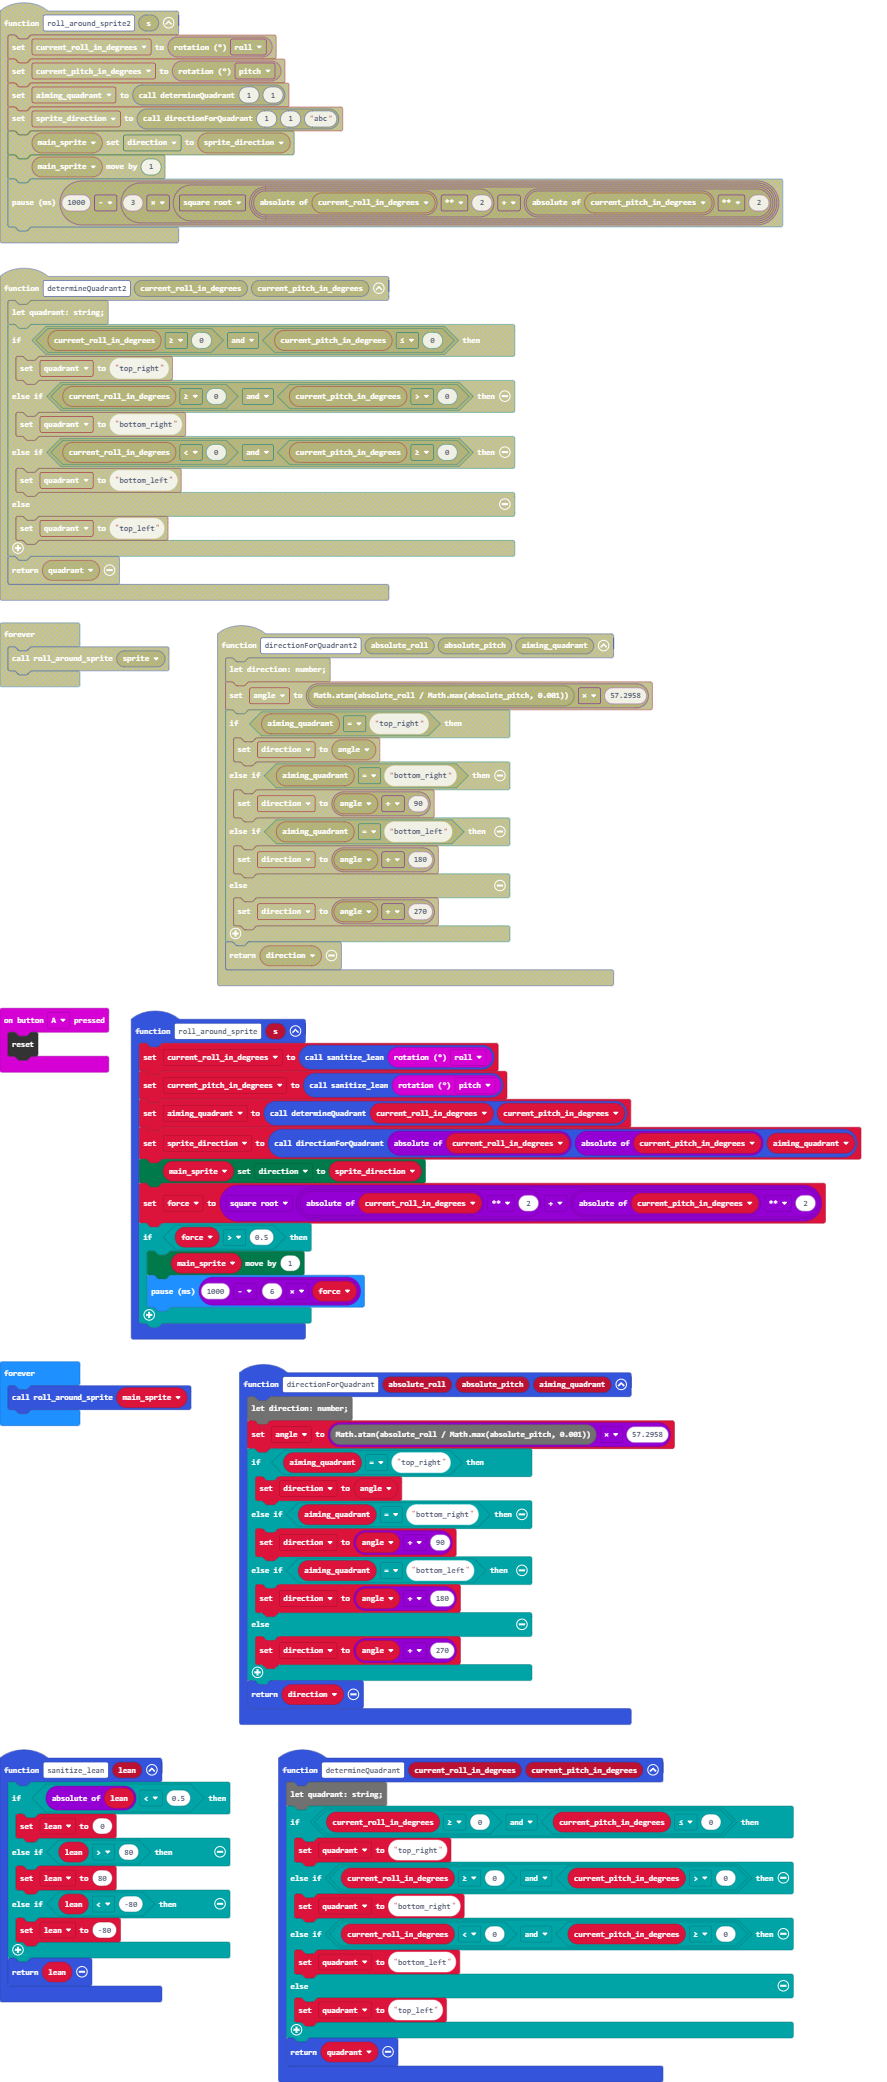 function roll_around_sprite2 s
set current_roll_in_degrees to rotation (°) roll
set current_pitch_in_degrees to rotation (°) pitch
set aiming_quadrant to call determineQuadrant 1 1
set sprite_direction to call directionForQuadrant 1 1 "abc"
main_sprite set direction to sprite_direction
main_sprite move by 1
pause (ms) 1000 - 3 × square root absolute of current_roll_in_degrees ** 2 + absolute of current_pitch_in_degrees ** 2
function determineQuadrant2 current_roll_in_degrees current_pitch_in_degrees
let quadrant: string;
if current_roll_in_degrees ≥ 0 and current_pitch_in_degrees ≤ 0 then
set quadrant to "top_right"
else if current_roll_in_degrees ≥ 0 and current_pitch_in_degrees > 0 then
set quadrant to "bottom_right"
else if current_roll_in_degrees < 0 and current_pitch_in_degrees ≥ 0 then
set quadrant to "bottom_left"
else
set quadrant to "top_left"
return quadrant
forever
call roll_around_sprite sprite
function directionForQuadrant2 absolute_roll absolute_pitch aiming_quadrant
let direction: number;
set angle to Math.atan(absolute_roll / Math.max(absolute_pitch, 0.001)) × 57.2958
if aiming_quadrant = "top_right" then
set direction to angle
else if aiming_quadrant = "bottom_right" then
set direction to angle + 90
else if aiming_quadrant = "bottom_left" then
set direction to angle + 180
else
set direction to angle + 270
return direction
on button A pressed
reset
function roll_around_sprite s
set current_roll_in_degrees to call sanitize_lean rotation (°) roll
set current_pitch_in_degrees to call sanitize_lean rotation (°) pitch
set aiming_quadrant to call determineQuadrant current_roll_in_degrees current_pitch_in_degrees
set sprite_direction to call directionForQuadrant absolute of current_roll_in_degrees absolute of current_pitch_in_degrees aiming_quadrant
main_sprite set direction to sprite_direction
set force to square root absolute of current_roll_in_degrees ** 2 + absolute of current_pitch_in_degrees ** 2
if force > 0.5 then
main_sprite move by 1
pause (ms) 1000 - 6 × force
forever
call roll_around_sprite main_sprite
function directionForQuadrant absolute_roll absolute_pitch aiming_quadrant
let direction: number;
set angle to Math.atan(absolute_roll / Math.max(absolute_pitch, 0.001)) × 57.2958
if aiming_quadrant = "top_right" then
set direction to angle
else if aiming_quadrant = "bottom_right" then
set direction to angle + 90
else if aiming_quadrant = "bottom_left" then
set direction to angle + 180
else
set direction to angle + 270
return direction
function sanitize_lean lean
if absolute of lean < 0.5 then
set lean to 0
else if lean > 80 then
set lean to 80
else if lean < -80 then
set lean to -80
return lean
function determineQuadrant current_roll_in_degrees current_pitch_in_degrees
let quadrant: string;
if current_roll_in_degrees ≥ 0 and current_pitch_in_degrees ≤ 0 then
set quadrant to "top_right"
else if current_roll_in_degrees ≥ 0 and current_pitch_in_degrees > 0 then
set quadrant to "bottom_right"
else if current_roll_in_degrees < 0 and current_pitch_in_degrees ≥ 0 then
set quadrant to "bottom_left"
else
set quadrant to "top_left"
return quadrant